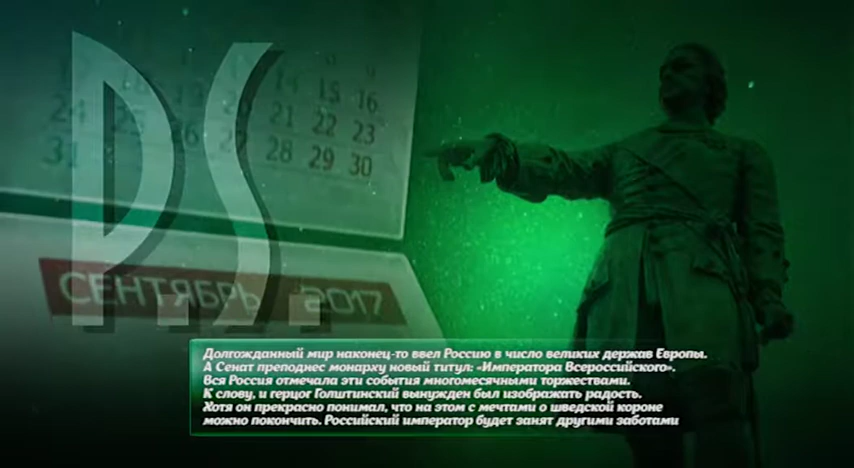 P.S.
14 15 16
24 25 26 20 21 22 23
31 28 29 30
СЕНТЯБРЬ 2017
Долгожданный мир наконец-то ввел Россию в число великих держав Европы.
А Сенат преподнес монарху новый титул: «Императора Всероссийского».
Вся Россия отмечала эти события многомесячными торжествами.
К слову, и герцог Голштинский вынужден был изображать радость.
Хотя он прекрасно понимал, что на этом с мечтами о шведской короне
можно покончить. Российский император будет занят другими заботами